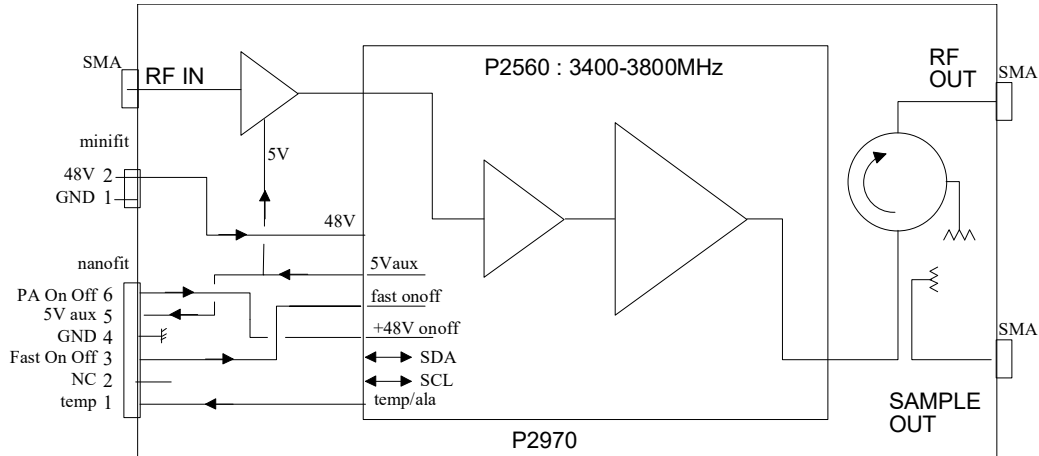 SMA
RF IN
P2560 : 3400-3800MHz
RF
OUT
SMA
minifit
5V
48V 2
GND 1
48V
nanofit
5Vaux
PA On Off 6
fast onoff
5V aux 5
GND 4
+48V onoff
SMA
Fast On Off 3
SDA
NC 2
SCL
temp 1
temp/ala
SAMPLE
OUT
P2970